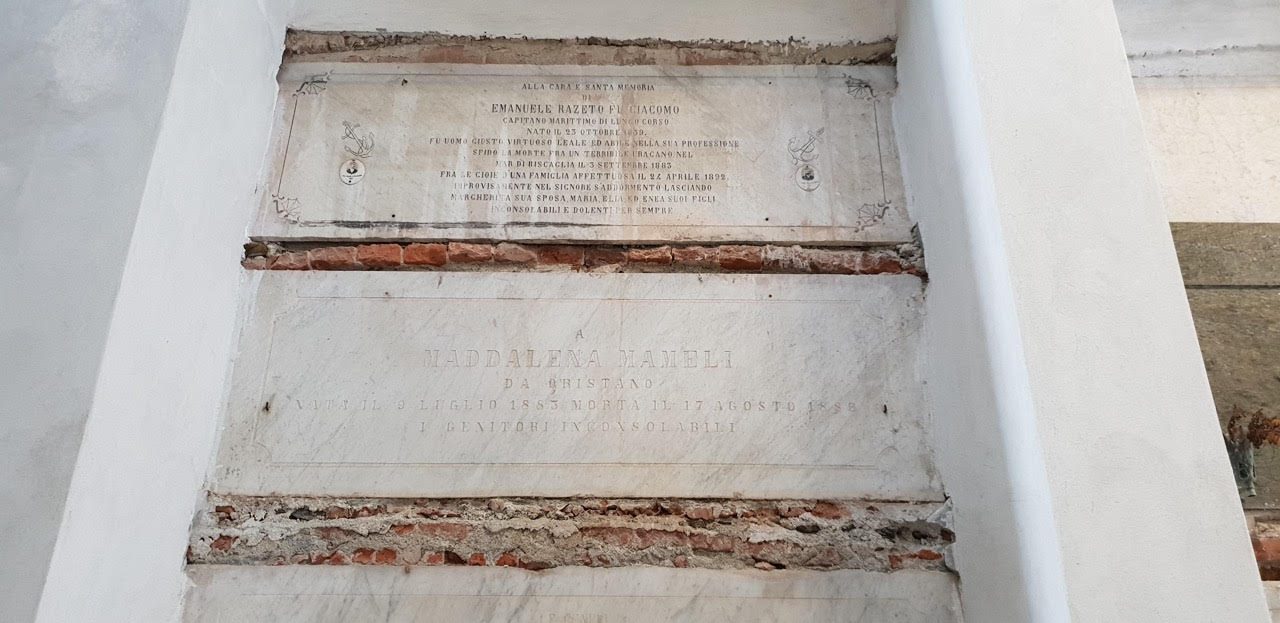 ALLA CARA E SANTA MEMORIA
DI
EMANUELE RAZETO FU GIACOMO
CAPITANO MARITTIMO DI LUNGO CORSO
NATO IL 23 OTTOBRE 1839.
FÙ UOMO GIUSTO VIRTUOSO LEALE ED ABILE NELLA SUA PROFESSIONE
SFIDÒ LA MORTE FRA UN TERRIBILE URAGANO NEL
MAR DI BISCAGLIA IL 3 SETTEMBRE 1883
FRA LE GIOIE D'UNA FAMIGLIA AFFETTUOSA IL 24 APRILE 1892.
IMPROVISAMENTE NEL SIGNORE S'ADDORMENTÒ LASCIANDO
MARGHERITA SUA SPOSA, MARIA, ELIA, ED ENEA SUOI FIGLI
INCONSOLABILI E DOLENTI PER SEMPRE
A
MADDALENA MAMELI
DA ORISTANO
NATA IL 9 LUGLIO 1883 MORTA IL 17 AGOSTO
I GENITORI INCONSOLABILI